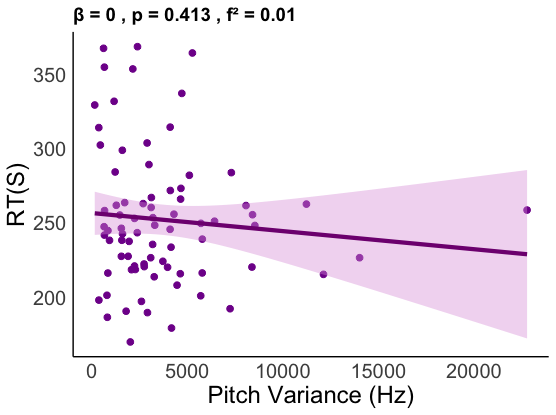 β = 0 , p = 0.413 , f² = 0.01
350
300
250
200
RT(S)
0 5000 10000 15000 20000
Pitch Variance (Hz)